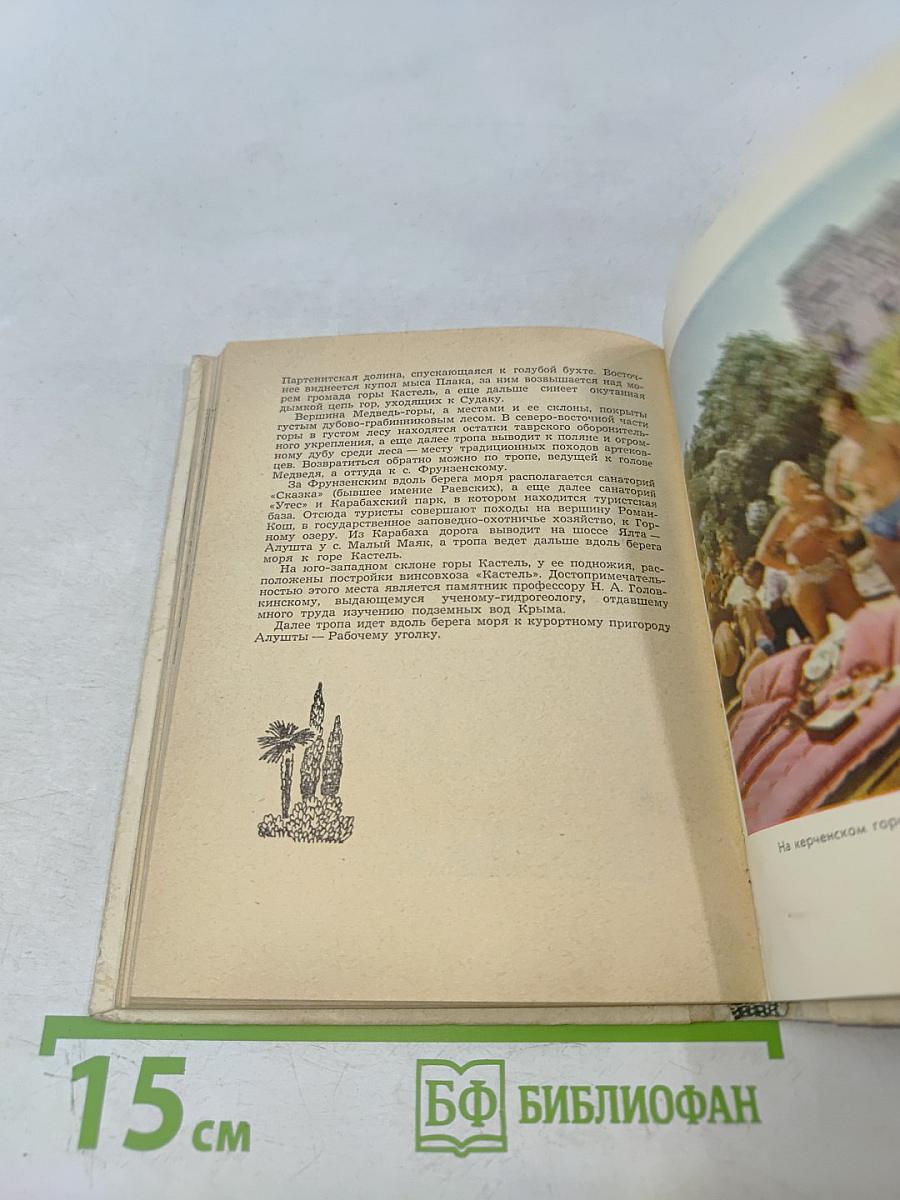 Партенитская долина, спускающаяся к голубой бухте. Восточ-
нее виднеется купол мыса Плака, за ним возвышается над мо-
рем громада горы Кастель, а еще дальше синеет окутанная
дымкой цепь гор, уходящих к Судаку.
Вершина Медведь-горы, а местами и ее склоны, покрыты
густым дубово-грабинниковым лесом. В северо-восточной части
горы в густом лесу находятся остатки таврского оборонитель-
ного укрепления, а еще далее тропа выводит к поляне и огром-
ному дубу среди леса — месту традиционных походов артеков-
цев. Возвратиться обратно можно по тропе, ведущей к голове
Медведя, а оттуда к с. Фрунзенскому.
За Фрунзенским вдоль берега моря располагается санаторий
«Сказка» (бывшее имение Раевских), а еще далее санаторий
«Утес» и Карабахский парк, в котором находится туристская
база. Отсюда туристы совершают походы на вершину Роман-
Кош, в государственное заповедно-охотничье хозяйство, к Гор-
ному озеру. Из Карабаха дорога выводит на шоссе Ялта —
Алушта у с. Малый Маяк, а тропа ведет дальше вдоль берега
моря к горе Кастель.
На юго-западном склоне горы Кастель, у ее подножия, рас-
положены постройки винсовхоза «Кастель». Достопримечатель-
ностью этого места является памятник профессору Н. А. Голов-
кинскому, выдающемуся ученому-гидрогеологу, отдавшему
много труда изучению подземных вод Крыма.
Далее тропа идет вдоль берега моря к курортному пригороду
Алушты — Рабочему уголку.
На керченском горо
15 см
БФ БИБЛИОФАН